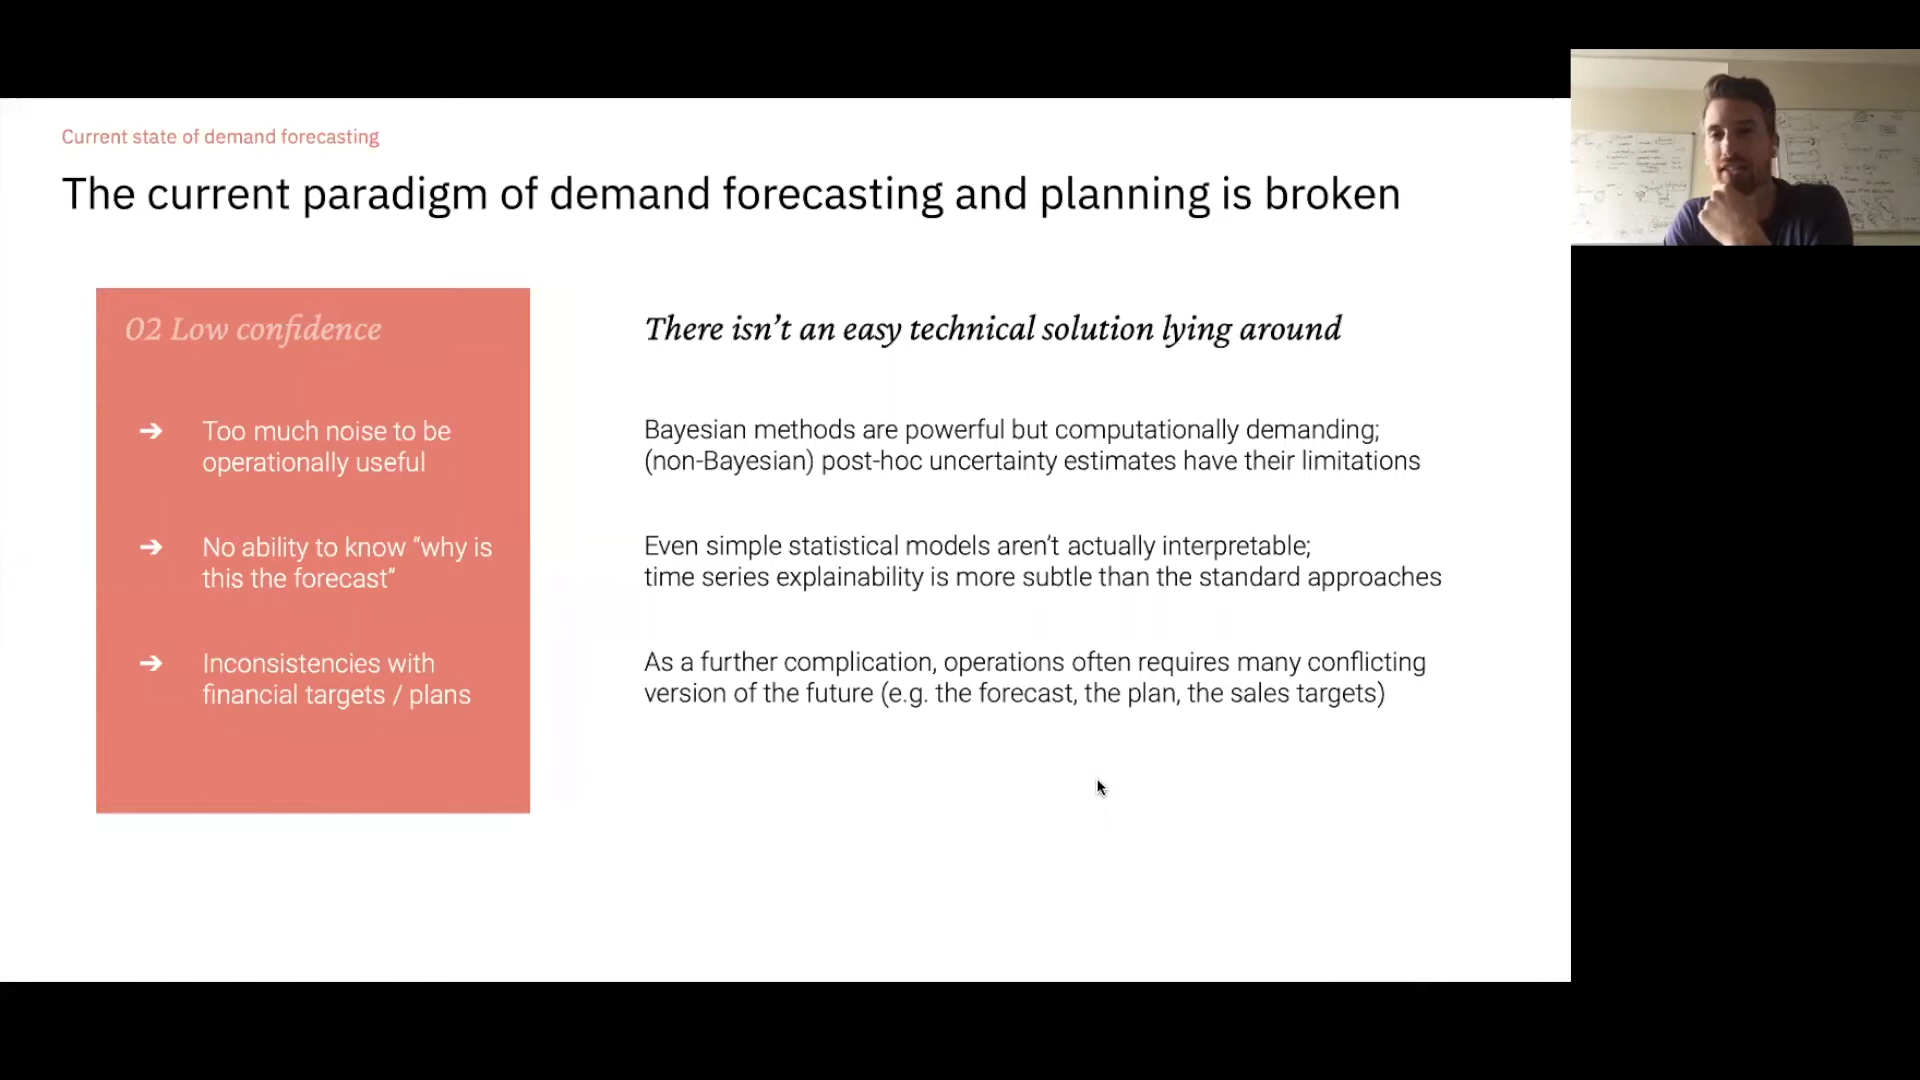 Current state of demand forecasting
The current paradigm of demand forecasting and planning is broken
02 Low confidence
➔ Too much noise to be
operationally useful
➔ No ability to know “why is
this the forecast”
➔ Inconsistencies with
financial targets / plans
There isn’t an easy technical solution lying around
Bayesian methods are powerful but computationally demanding;
(non-Bayesian) post-hoc uncertainty estimates have their limitations
Even simple statistical models aren’t actually interpretable;
time series explainability is more subtle than the standard approaches
As a further complication, operations often requires many conflicting
version of the future (e.g. the forecast, the plan, the sales targets)